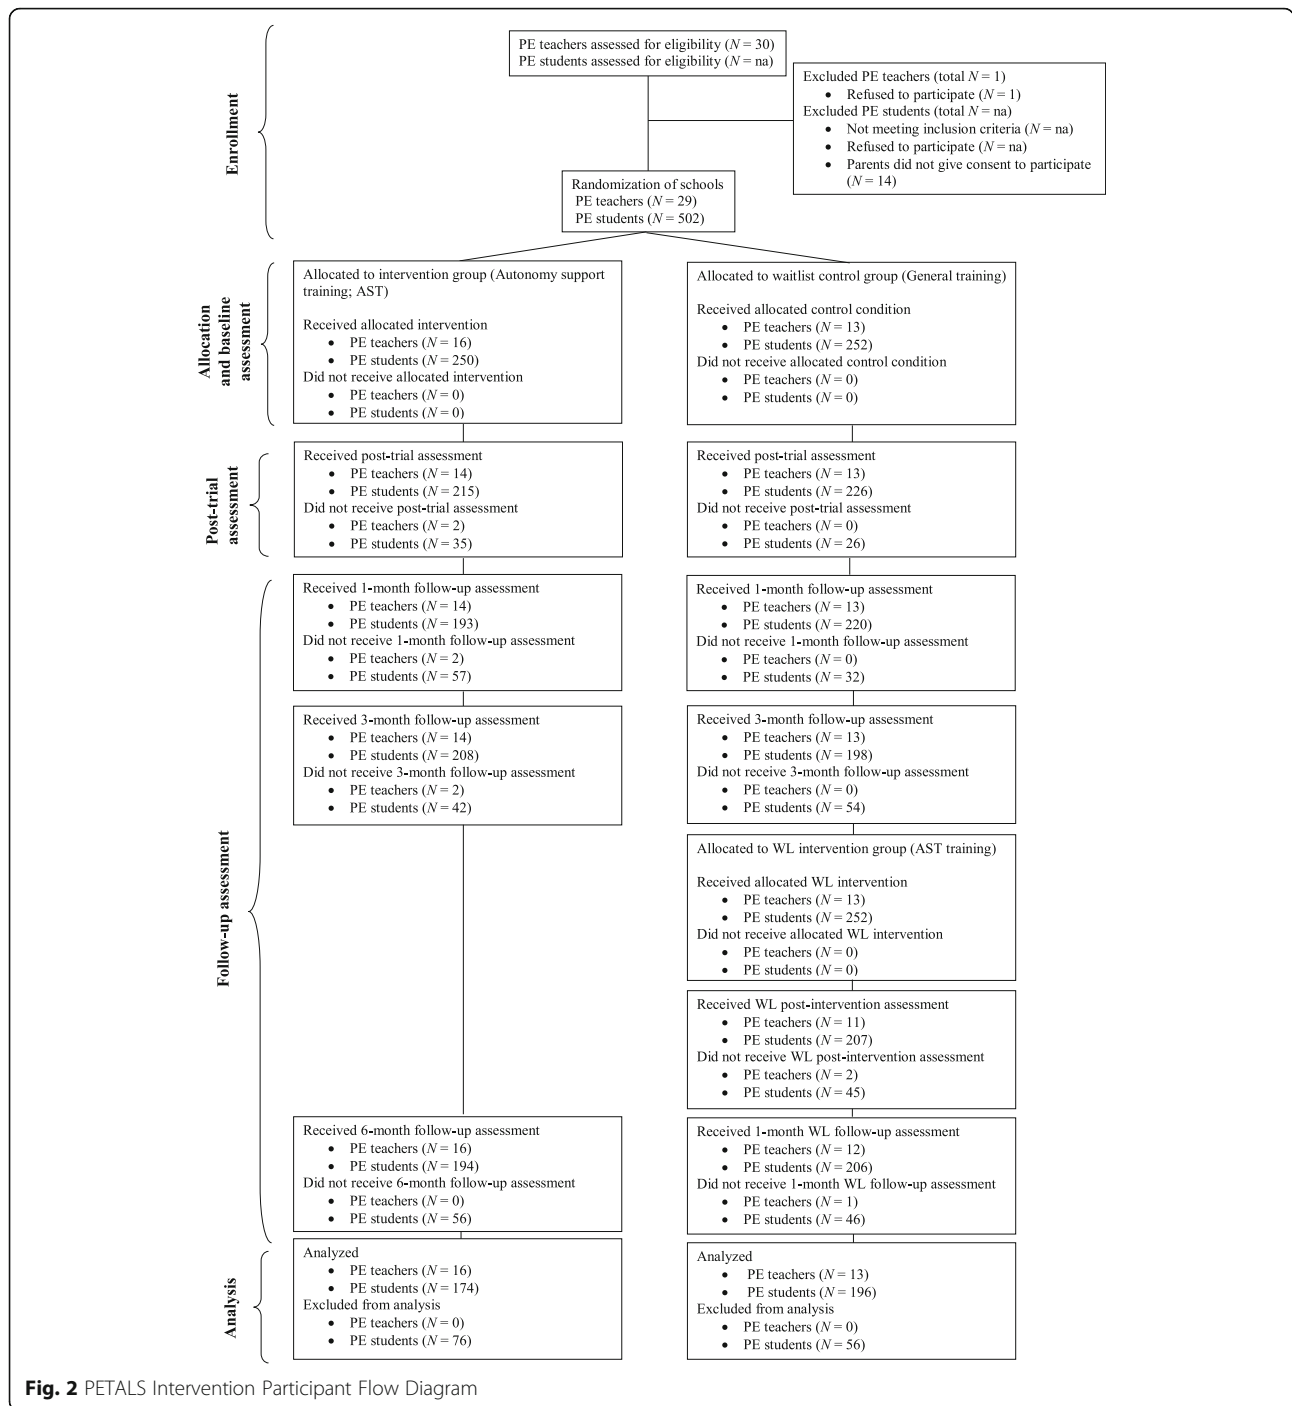 PE teachers assessed for eligibility (N = 30)
PE students assessed for eligibility (N = na)
Excluded PE teachers (total N = 1)
• Refused to participate (N = 1)
Excluded PE students (total N = na)
• Not meeting inclusion criteria (N = na)
• Refused to participate (N = na)
• Parents did not give consent to participate
(N = 14)
Enrollment
Randomization of schools
PE teachers (N = 29)
PE students (N = 502)
Allocation
and baseline
assessment
Allocated to intervention group (Autonomy support
training; AST)
Received allocated intervention
• PE teachers (N = 16)
• PE students (N = 250)
Did not receive allocated intervention
• PE teachers (N = 0)
• PE students (N = 0)
Allocated to waitlist control group (General training)
Received allocated control condition
• PE teachers (N = 13)
• PE students (N = 252)
Did not receive allocated control condition
• PE teachers (N = 0)
• PE students (N = 0)
Post-trial
assessment
Received post-trial assessment
• PE teachers (N = 14)
• PE students (N = 215)
Did not receive post-trial assessment
• PE teachers (N = 2)
• PE students (N = 35)
Received post-trial assessment
• PE teachers (N = 13)
• PE students (N = 226)
Did not receive post-trial assessment
• PE teachers (N = 0)
• PE students (N = 26)
Follow-up assessment
Received 1-month follow-up assessment
• PE teachers (N = 14)
• PE students (N = 193)
Did not receive 1-month follow-up assessment
• PE teachers (N = 2)
• PE students (N = 57)
Received 1-month follow-up assessment
• PE teachers (N = 13)
• PE students (N = 220)
Did not receive 1-month follow-up assessment
• PE teachers (N = 0)
• PE students (N = 32)
Received 3-month follow-up assessment
• PE teachers (N = 14)
• PE students (N = 208)
Did not receive 3-month follow-up assessment
• PE teachers (N = 2)
• PE students (N = 42)
Received 3-month follow-up assessment
• PE teachers (N = 13)
• PE students (N = 198)
Did not receive 3-month follow-up assessment
• PE teachers (N = 0)
• PE students (N = 54)
Allocated to WL intervention group (AST training)
Received allocated WL intervention
• PE teachers (N = 13)
• PE students (N = 252)
Did not receive allocated WL intervention
• PE teachers (N = 0)
• PE students (N = 0)
Received WL post-intervention assessment
• PE teachers (N = 11)
• PE students (N = 207)
Did not receive WL post-intervention assessment
• PE teachers (N = 2)
• PE students (N = 45)
Received 6-month follow-up assessment
• PE teachers (N = 16)
• PE students (N = 194)
Did not receive 6-month follow-up assessment
• PE teachers (N = 0)
• PE students (N = 56)
Received 1-month WL follow-up assessment
• PE teachers (N = 12)
• PE students (N = 206)
Did not receive 1-month WL follow-up assessment
• PE teachers (N = 1)
• PE students (N = 46)
Analysis
Analyzed
• PE teachers (N = 16)
• PE students (N = 174)
Excluded from analysis
• PE teachers (N = 0)
• PE students (N = 76)
Analyzed
• PE teachers (N = 13)
• PE students (N = 196)
Excluded from analysis
• PE teachers (N = 0)
• PE students (N = 56)
Fig. 2 PETALS Intervention Participant Flow Diagram